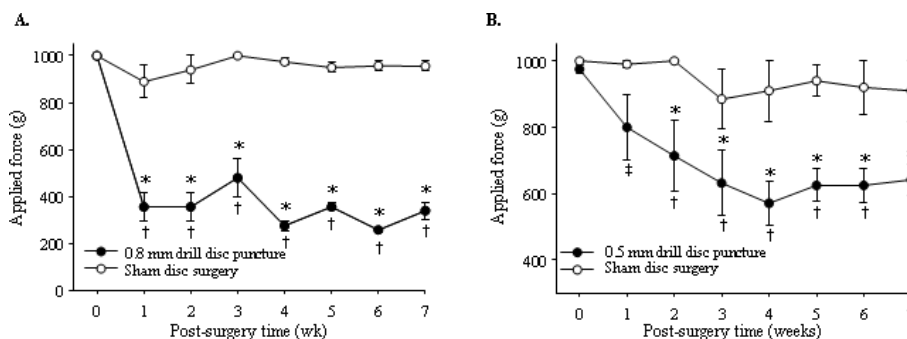 A.
1000
800
600
400
200
0
Applied force (g)
* * * * * * *
† † † † † † †
0.8 mm drill disc puncture
Sham disc surgery
0 1 2 3 4 5 6 7
Post-surgery time (wk)
B.
1000
800
600
400
Applied force (g)
* * * * *
‡ † † † † †
0.5 mm drill disc puncture
Sham disc surgery
0 1 2 3 4 5 6
Post-surgery time (weeks)